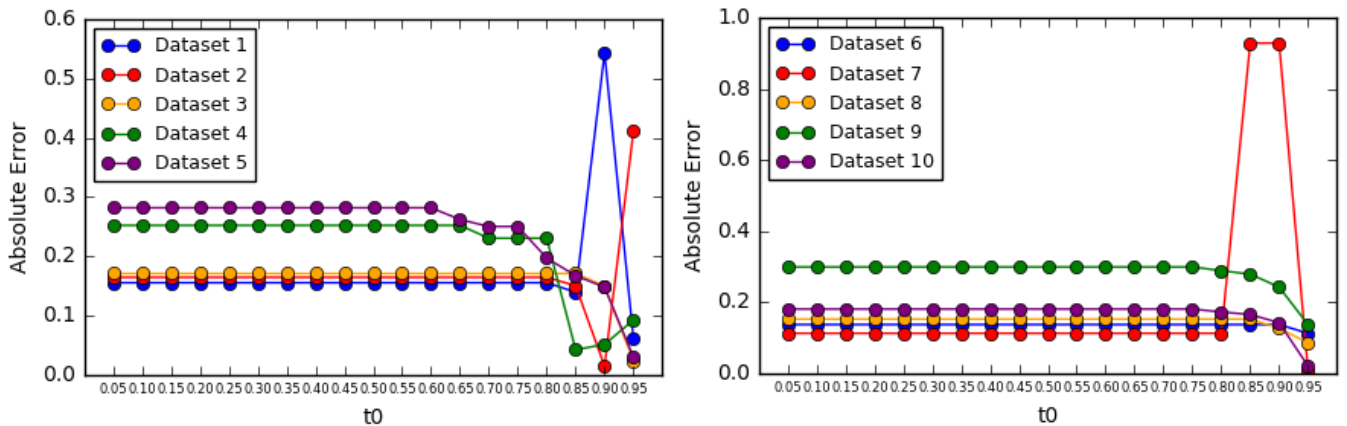 0.6
0.5
0.4
0.3
0.2
0.1
0.0
Absolute Error
Dataset 1
Dataset 2
Dataset 3
Dataset 4
Dataset 5
0.05 0.10 0.15 0.20 0.25 0.30 0.35 0.40 0.45 0.50 0.55 0.60 0.65 0.70 0.75 0.80 0.85 0.90 0.95
t0
1.0
0.8
0.6
0.4
0.2
0.0
Absolute Error
Dataset 6
Dataset 7
Dataset 8
Dataset 9
Dataset 10
0.05 0.10 0.15 0.20 0.25 0.30 0.35 0.40 0.45 0.50 0.55 0.60 0.65 0.70 0.75 0.80 0.85 0.90 0.95
t0